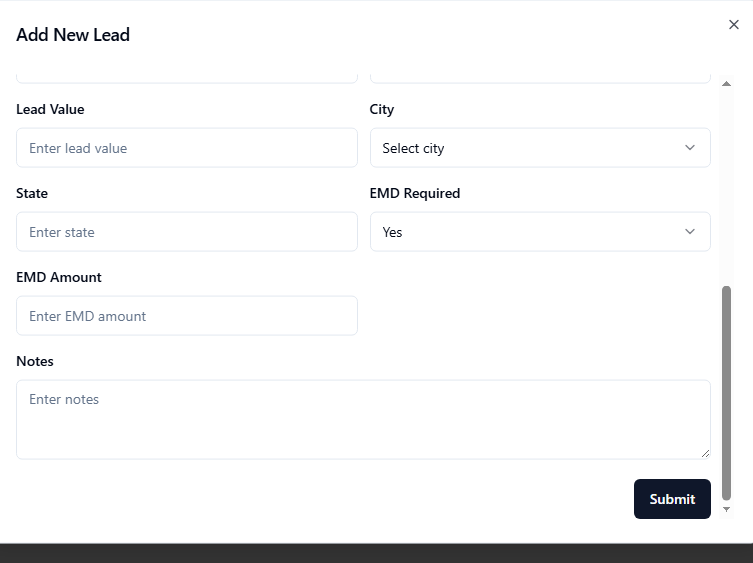 Add New Lead
Lead Value
City
Enter lead value
Select city
State
EMD Required
Enter state
Yes
EMD Amount
Enter EMD amount
Notes
Enter notes
Submit